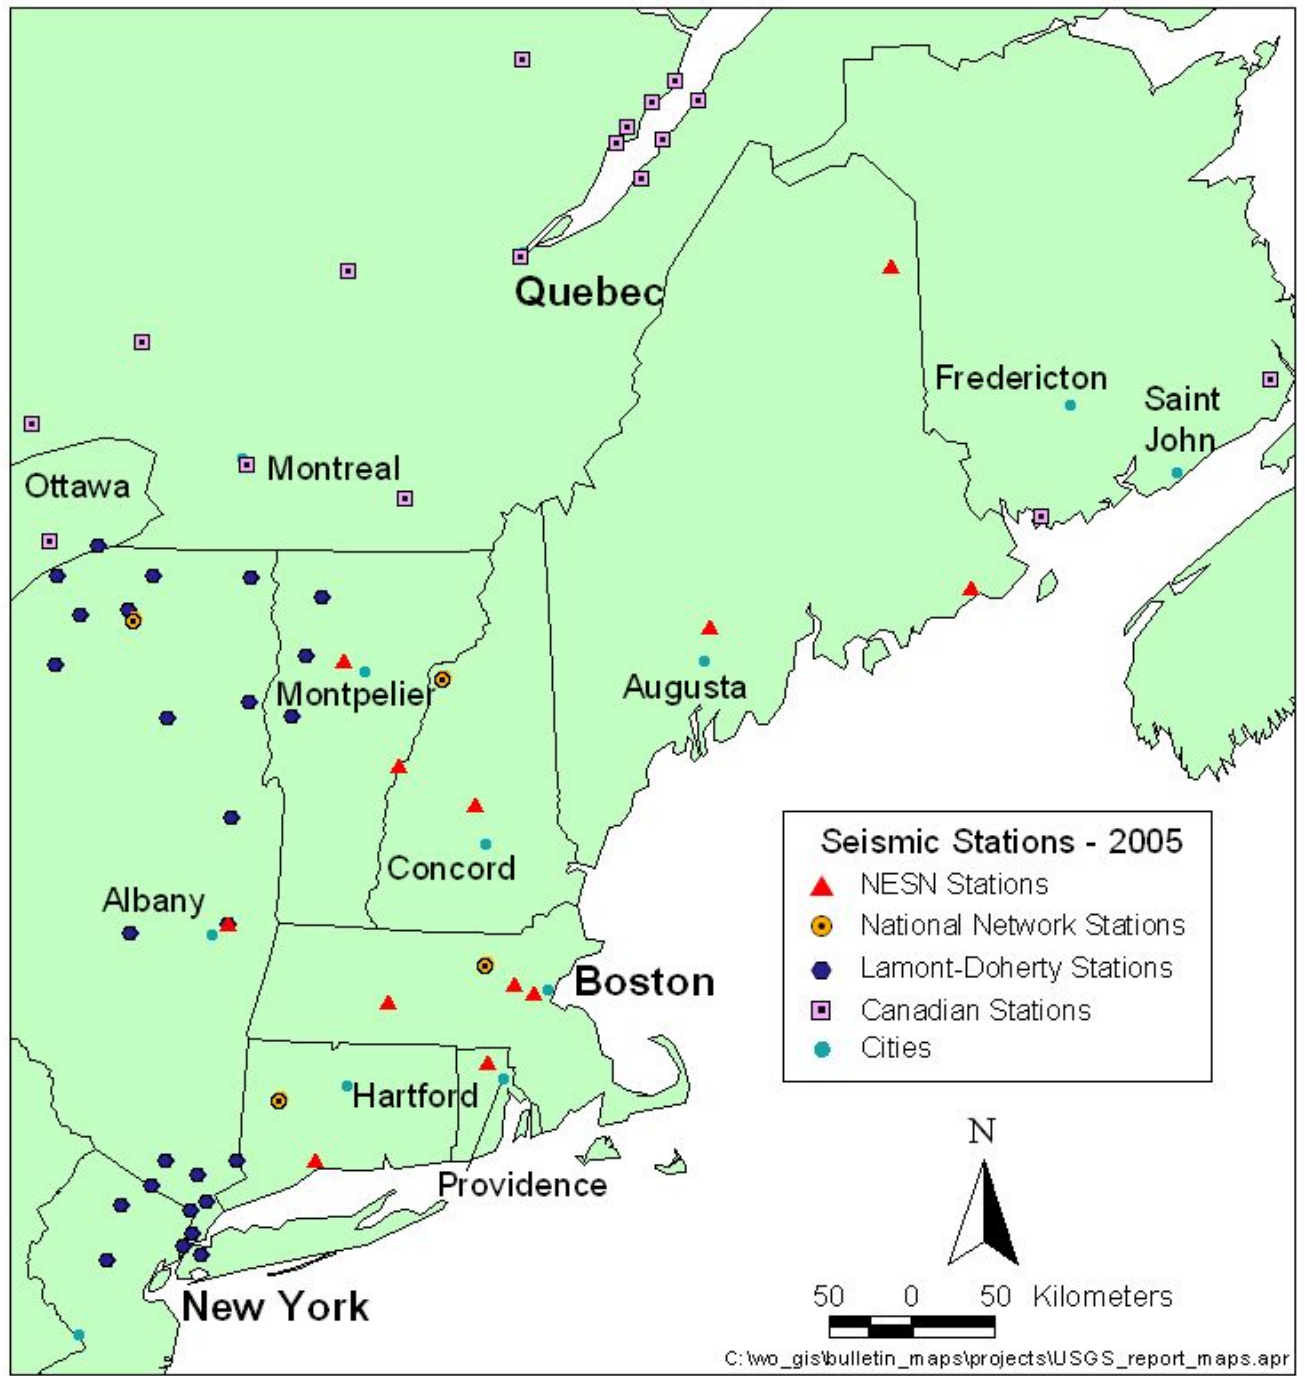 Quebec
Fredericton
Saint
John
Montreal
Ottawa
Montpelier
Augusta
Concord
Albany
Boston
Hartford
Providence
New York
Seismic Stations - 2005
NESN Stations
National Network Stations
Lamont-Doherty Stations
Canadian Stations
Cities
N
50 0 50 Kilometers
C:\wo_gis\bulletin_maps\projects\USGS_report_maps.apr